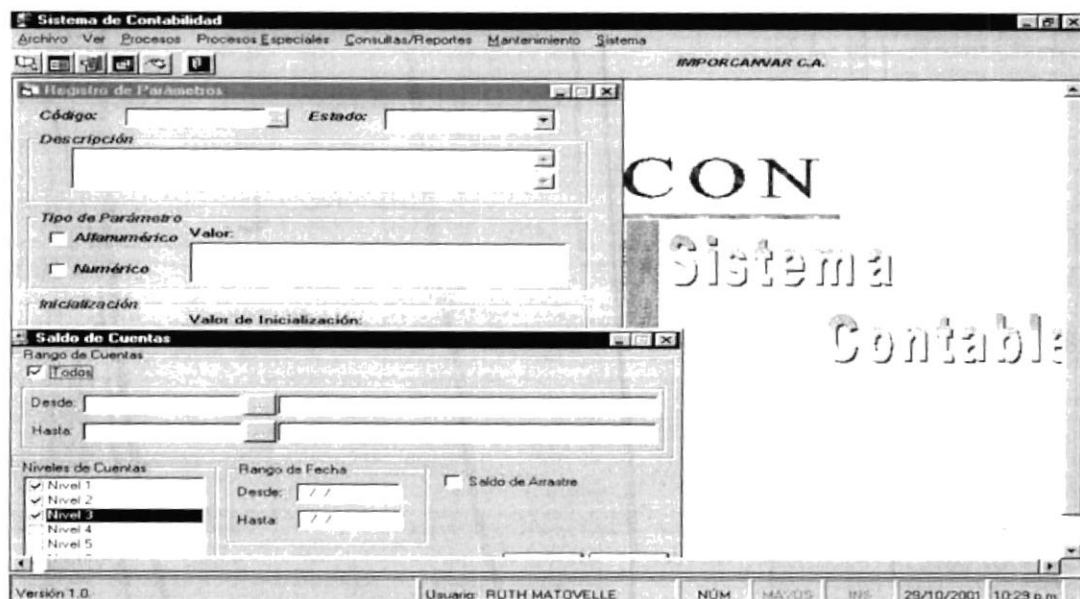 Sistema de Contabilidad
Archivo Ver Procesos Procesos Especiales Consultas/Reportes Mantenimiento Sistema
IMPORCANVAR C.A.
Registro de Parámetros
Código: Estado:
Descripción
CON
Tipo de Parámetro
Alfanumérico Valor:
Numérico
Sistema
Contable
Inicialización
Valor de Inicialización:
Saldo de Cuentas
Rango de Cuentas
Todos
Desde:
Hasta:
Niveles de Cuentas
Nivel 1
Nivel 2
Nivel 3
Nivel 4
Nivel 5
Rango de Fecha
Desde: / /
Hasta: / /
Saldo de Arrastre
Versión 1.0. Usuario: RUTH MATOVELLE NÚM MAYÚS INS 29/10/2001 10:29 p.m.